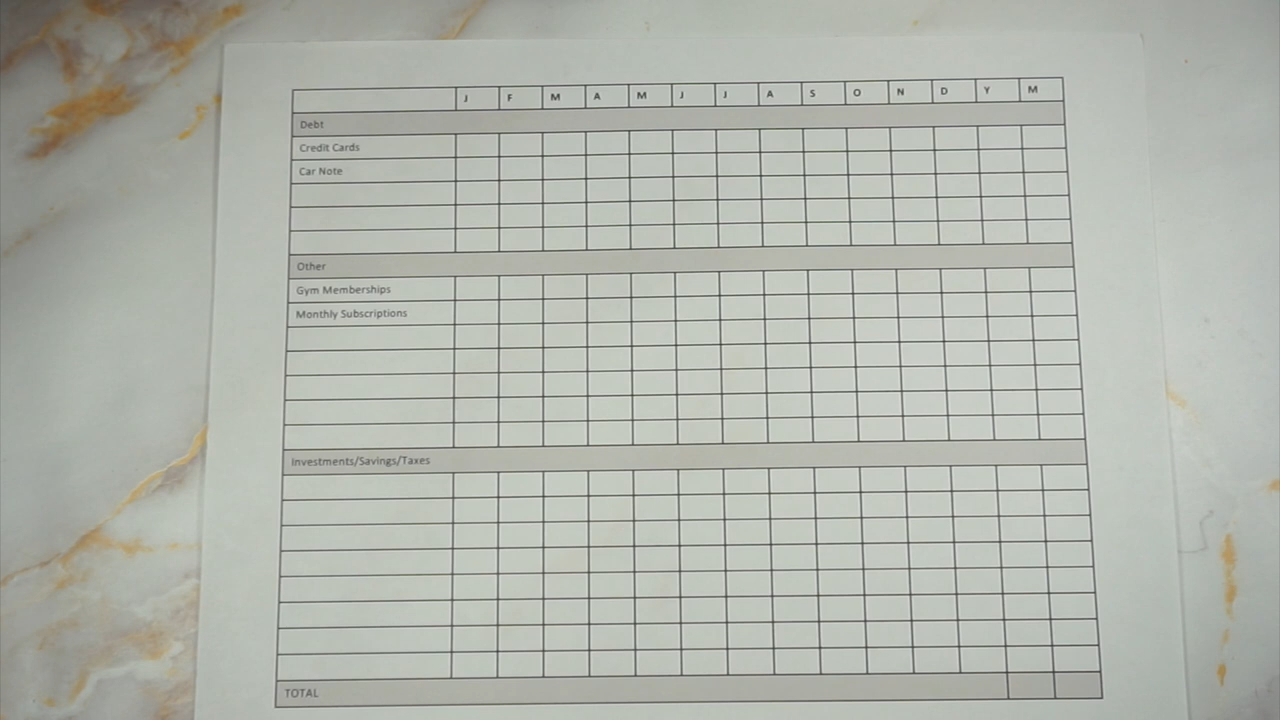 J F M A M J J A S O N D Y M
Debt
Credit Cards
Car Note
Other
Gym Memberships
Monthly Subscriptions
Investments/Savings/Taxes
TOTAL